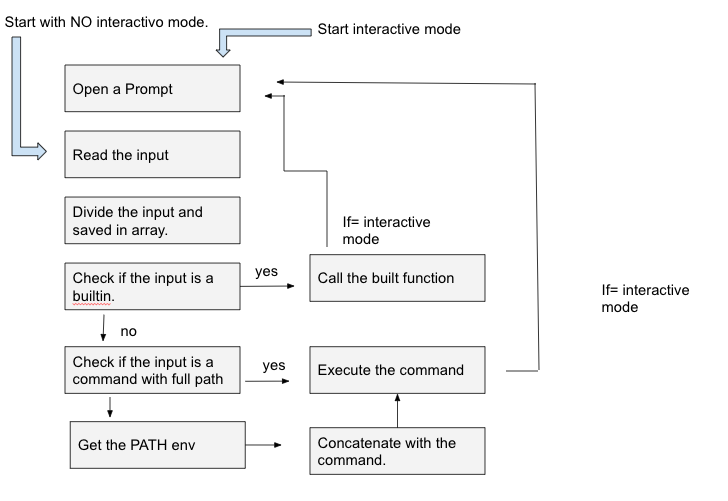 Start with NO interactivo mode.
Start interactive mode
Open a Prompt
Read the input
Divide the input and
saved in array.
If= interactive
mode
Check if the input is a
builtin.
yes
Call the built function
If= interactive
mode
no
Check if the input is a
command with full path
yes
Execute the command
Get the PATH env
Concatenate with the
command.